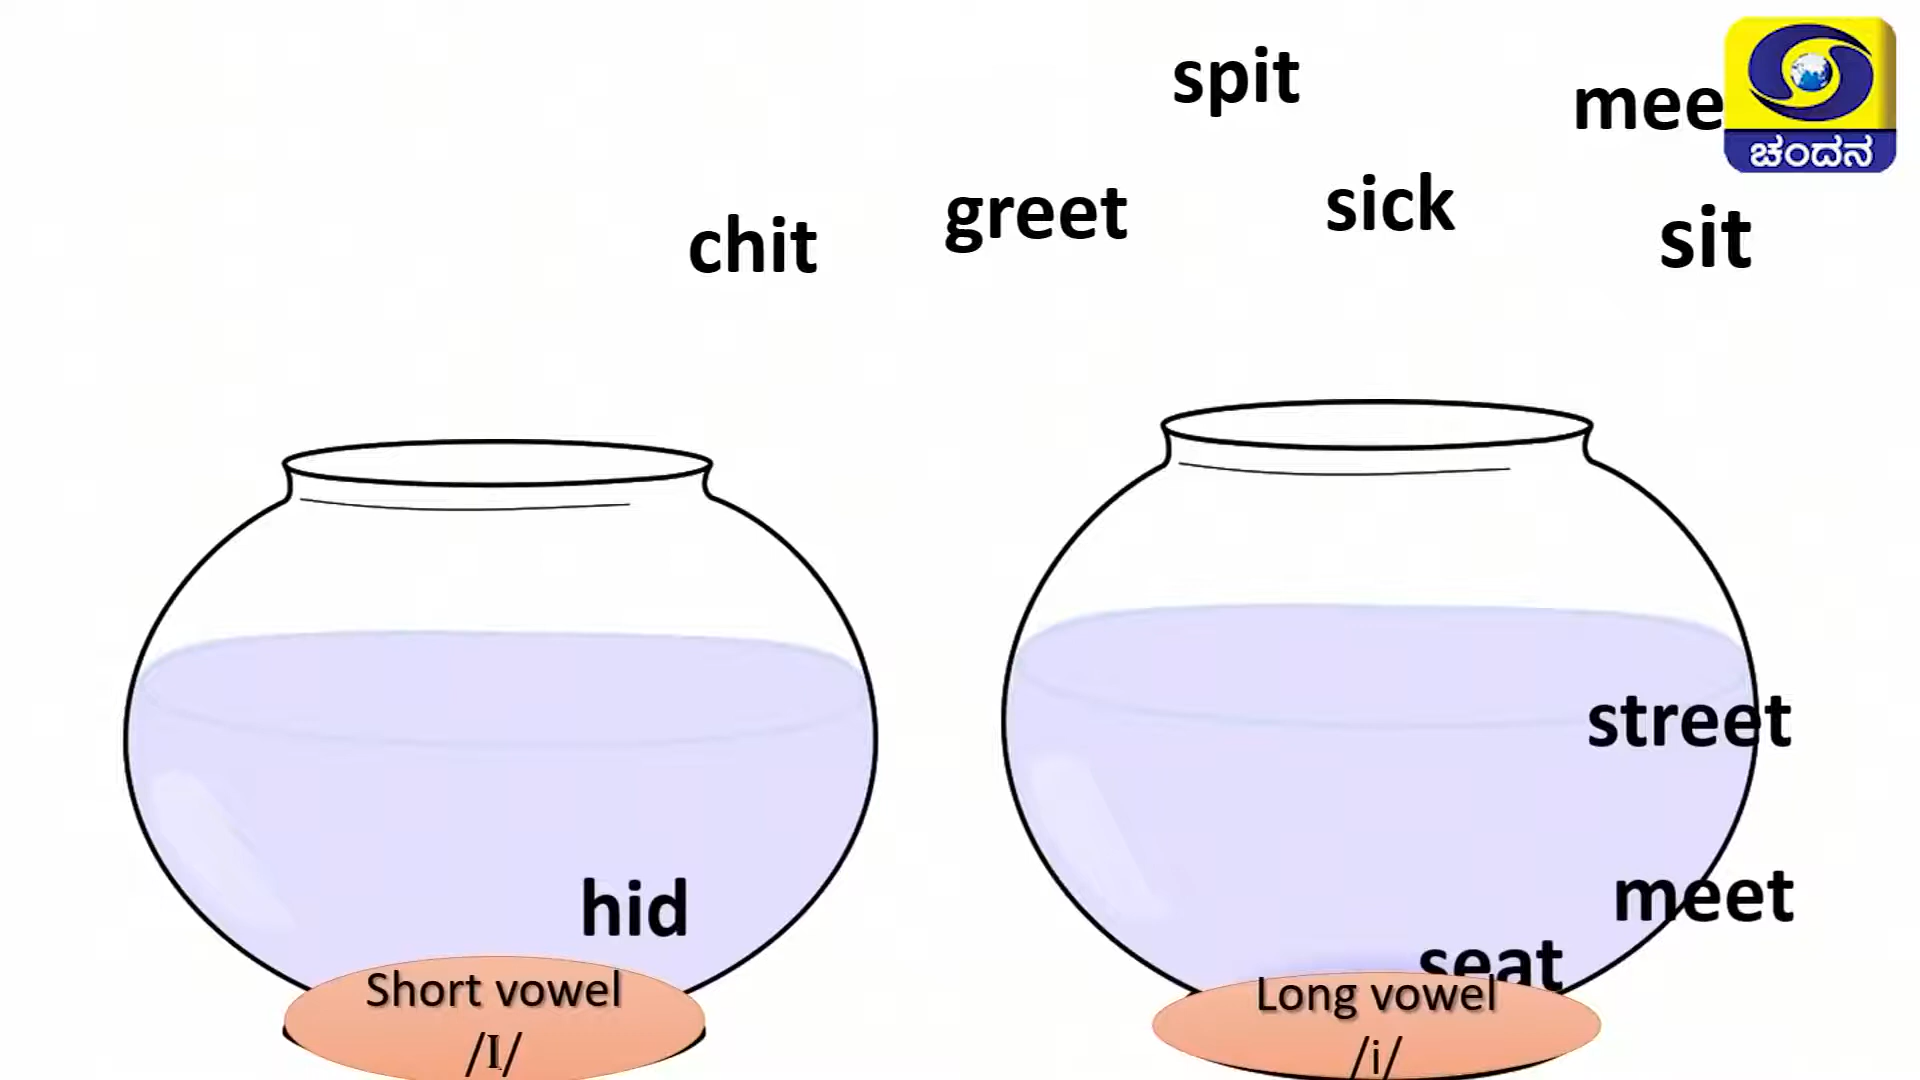 spit
mee
ಚಂದನ
chit
greet
sick
sit
street
hid
meet
seat
Short vowel
/I/
Long vowel
/i/